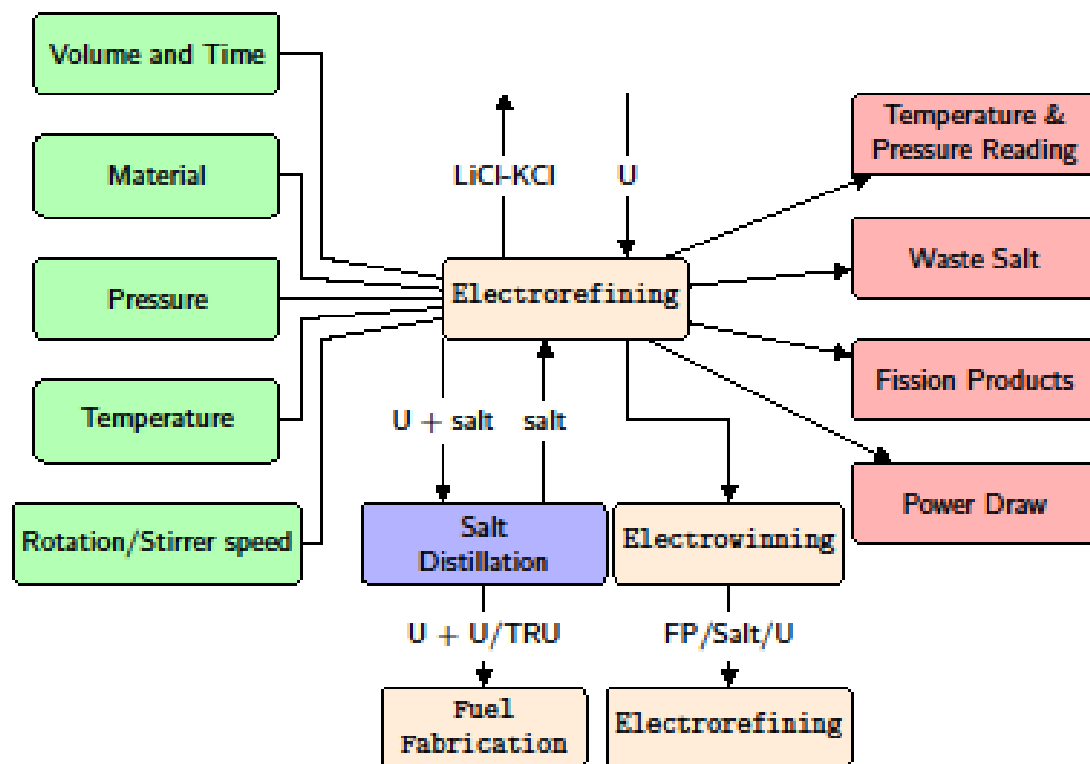 Volume and Time
Material
Pressure
Temperature
Rotation/Stirrer speed
LiCl-KCl
U
Electrorefining
U + salt
salt
Salt
Distillation
Electrowinning
U + U/TRU
FP/Salt/U
Fuel
Fabrication
Electrorefining
Temperature &
Pressure Reading
Waste Salt
Fission Products
Power Draw